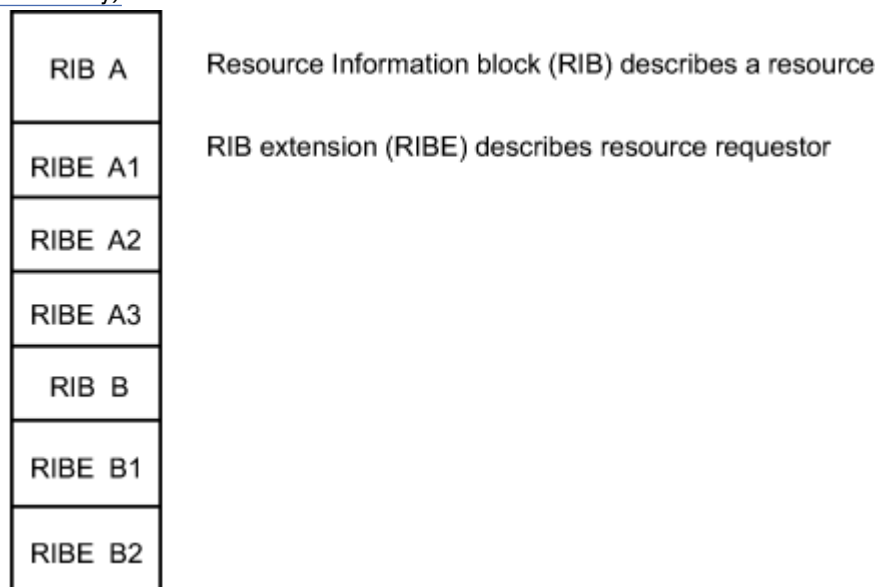 RIB A
Resource Information block (RIB) describes a resource
RIBE A1
RIB extension (RIBE) describes resource requestor
RIBE A2
RIBE A3
RIB B
RIBE B1
RIBE B2